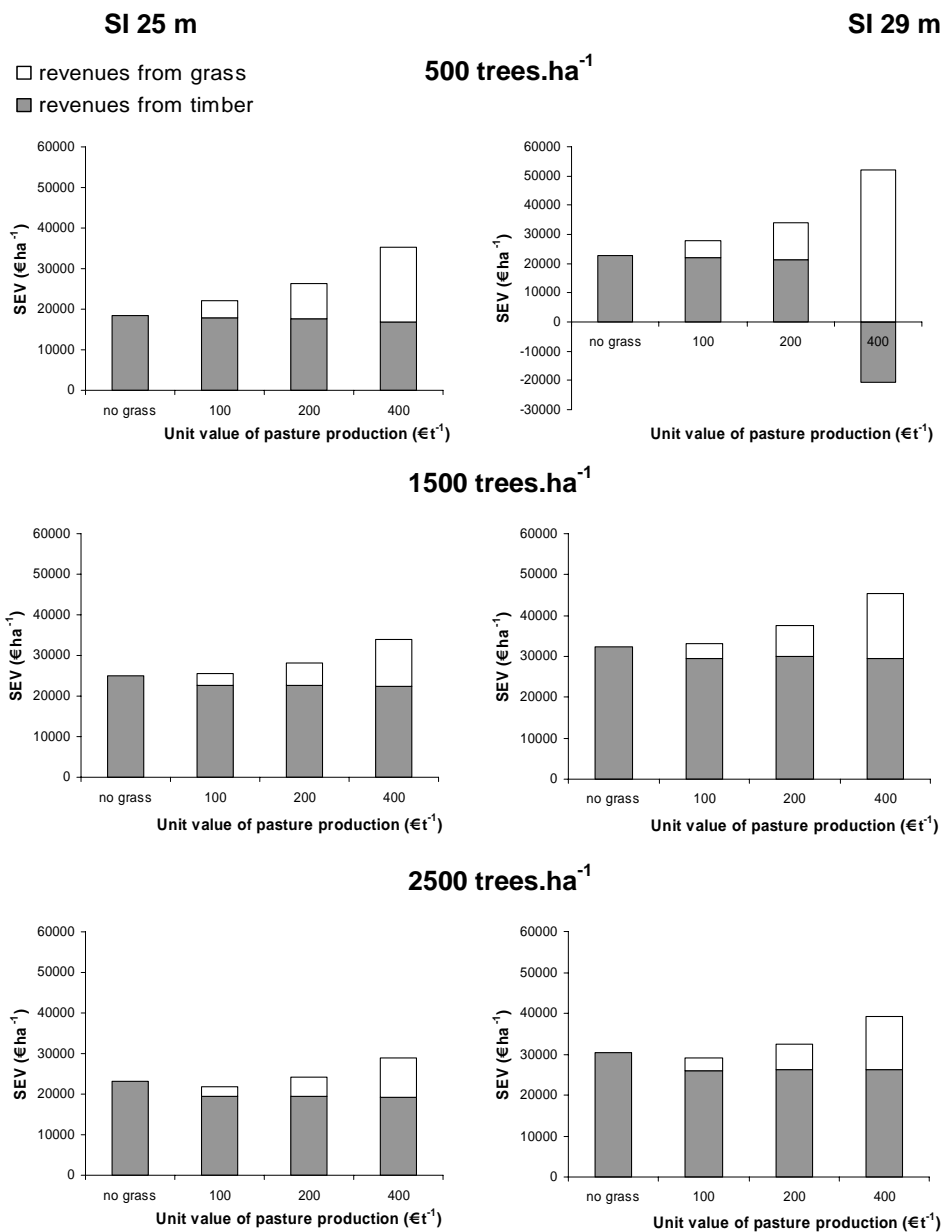 SI 25 m
SI 29 m
revenues from grass
revenues from timber
500 trees.ha⁻¹
60000
50000
40000
30000
20000
10000
0
SEV (€ha⁻¹)
no grass 100 200 400
Unit value of pasture production (€t⁻¹)
60000
50000
40000
30000
20000
10000
0
-10000
-20000
-30000
SEV (€ha⁻¹)
no grass 100 200 400
Unit value of pasture production (€t⁻¹)
1500 trees.ha⁻¹
60000
50000
40000
30000
20000
10000
0
SEV (€ha⁻¹)
no grass 100 200 400
Unit value of pasture production (€t⁻¹)
60000
50000
40000
30000
20000
10000
0
SEV (€ha⁻¹)
no grass 100 200 400
Unit value of pasture production (€t⁻¹)
2500 trees.ha⁻¹
60000
50000
40000
30000
20000
10000
0
SEV (€ha⁻¹)
no grass 100 200 400
Unit value of pasture production (€t⁻¹)
60000
50000
40000
30000
20000
10000
0
SEV (€ha⁻¹)
no grass 100 200 400
Unit value of pasture production (€t⁻¹)